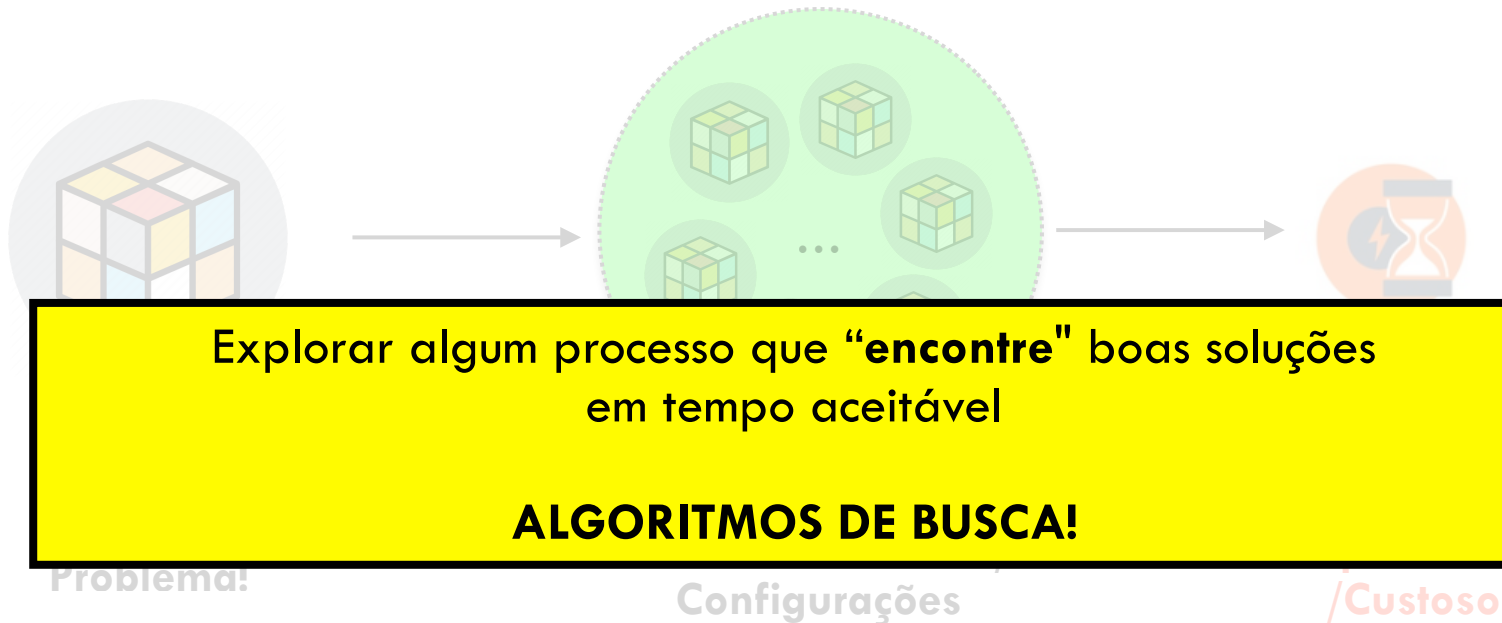 ...
Explorar algum processo que “encontre" boas soluções
em tempo aceitável
ALGORITMOS DE BUSCA!
Problema!
Configurações
/Custoso